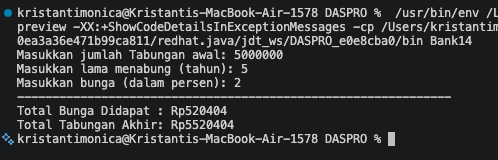 kristantimonica@Kristantis-MacBook-Air-1578 DASPRO %  /usr/bin/env /L
preview -XX:+ShowCodeDetailsInExceptionMessages -cp /Users/kristantim
0ea3a36e471b99ca811/redhat.java/jdt_ws/DASPRO_e0e8cba0/bin Bank14
Masukkan jumlah Tabungan awal: 5000000
Masukkan lama menabung (tahun): 5
Masukkan bunga (dalam persen): 2
--------------------------------------------------------------
Total Bunga Didapat : Rp520404
Total Tabungan Akhir: Rp5520404
kristantimonica@Kristantis-MacBook-Air-1578 DASPRO %